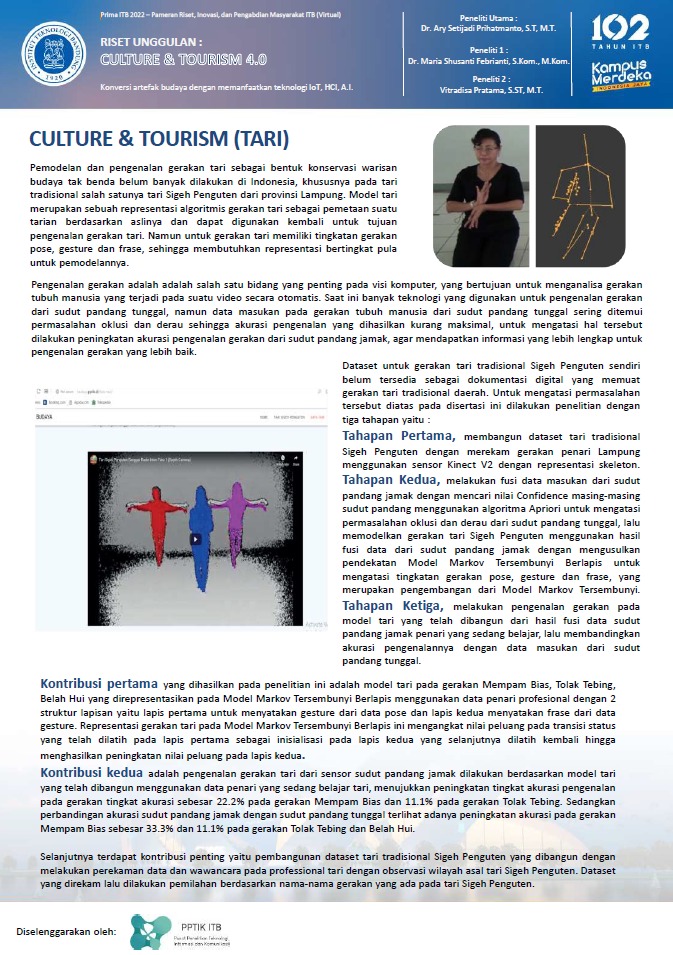 Prima ITB 2022 – Pameran Riset, Inovasi, dan Pengabdian Masyarakat ITB (Virtual)
RISET UNGGULAN :
CULTURE & TOURISM 4.0
Konversi artefak budaya dengan memanfaatkan teknologi IoT, HCI, A.I.
Peneliti Utama :
Dr. Ary Setijadi Prihatmanto, S.T, M.T.
Peneliti 1 :
Dr. Maria Shusanti Febrianti, S.Kom., M.Kom.
Peneliti 2 :
Vitradisa Pratama, S.ST, M.T.
INSTITUT TEKNOLOGI BANDUNG
1920
102
TAHUN ITB
Kampus
Merdeka
INDONESIA JAYA
CULTURE & TOURISM (TARI)
Pemodelan dan pengenalan gerakan tari sebagai bentuk konservasi warisan
budaya tak benda belum banyak dilakukan di Indonesia, khususnya pada tari
tradisional salah satunya tari Sigeh Penguten dari provinsi Lampung. Model tari
merupakan sebuah representasi algoritmis gerakan tari sebagai pemetaan suatu
tarian berdasarkan aslinya dan dapat digunakan kembali untuk tujuan
pengenalan gerakan tari. Namun untuk gerakan tari memiliki tingkatan gerakan
pose, gesture dan frase, sehingga membutuhkan representasi bertingkat pula
untuk pemodelannya.
Pengenalan gerakan adalah adalah salah satu bidang yang penting pada visi komputer, yang bertujuan untuk menganalisa gerakan
tubuh manusia yang terjadi pada suatu video secara otomatis. Saat ini banyak teknologi yang digunakan untuk pengenalan gerakan
dari sudut pandang tunggal, namun data masukan pada gerakan tubuh manusia dari sudut pandang tunggal sering ditemui
permasalahan oklusi dan derau sehingga akurasi pengenalan yang dihasilkan kurang maksimal, untuk mengatasi hal tersebut
dilakukan peningkatan akurasi pengenalan gerakan dari sudut pandang jamak, agar mendapatkan informasi yang lebih lengkap untuk
pengenalan gerakan yang lebih baik.
Dataset untuk gerakan tari tradisional Sigeh Penguten sendiri
belum tersedia sebagai dokumentasi digital yang memuat
gerakan tari tradisional daerah. Untuk mengatasi permasalahan
tersebut diatas pada disertasi ini dilakukan penelitian dengan
tiga tahapan yaitu :
Tahapan Pertama, membangun dataset tari tradisional
Sigeh Penguten dengan merekam gerakan penari Lampung
menggunakan sensor Kinect V2 dengan representasi skeleton.
Tahapan Kedua, melakukan fusi data masukan dari sudut
pandang jamak dengan mencari nilai Confidence masing-masing
sudut pandang menggunakan algoritma Apriori untuk mengatasi
permasalahan oklusi dan derau dari sudut pandang tunggal, lalu
memodelkan gerakan tari Sigeh Penguten menggunakan hasil
fusi data dari sudut pandang jamak dengan mengusulkan
pendekatan Model Markov Tersembunyi Berlapis untuk
mengatasi tingkatan gerakan pose, gesture dan frase, yang
merupakan pengembangan dari Model Markov Tersembunyi.
Tahapan Ketiga, melakukan pengenalan gerakan pada
model tari yang telah dibangun dari hasil fusi data sudut
pandang jamak penari yang sedang belajar, lalu membandingkan
akurasi pengenalannya dengan data masukan dari sudut
pandang tunggal.
BUDAYA
HOME
Kontribusi pertama yang dihasilkan pada penelitian ini adalah model tari pada gerakan Mempam Bias, Tolak Tebing,
Belah Hui yang direpresentasikan pada Model Markov Tersembunyi Berlapis menggunakan data penari profesional dengan 2
struktur lapisan yaitu lapis pertama untuk menyatakan gesture dari data pose dan lapis kedua menyatakan frase dari data
gesture. Representasi gerakan tari pada Model Markov Tersembunyi Berlapis ini mengangkat nilai peluang pada transisi status
yang telah dilatih pada lapis pertama sebagai inisialisasi pada lapis kedua yang selanjutnya dilatih kembali hingga
menghasilkan peningkatan nilai peluang pada lapis kedua.
Kontribusi kedua adalah pengenalan gerakan tari dari sensor sudut pandang jamak dilakukan berdasarkan model tari
yang telah dibangun menggunakan data penari yang sedang belajar tari, menujukkan peningkatan tingkat akurasi pengenalan
pada gerakan tingkat akurasi sebesar 22.2% pada gerakan Mempam Bias dan 11.1% pada gerakan Tolak Tebing. Sedangkan
perbandingan akurasi sudut pandang jamak dengan sudut pandang tunggal terlihat adanya peningkatan akurasi pada gerakan
Mempam Bias sebesar 33.3% dan 11.1% pada gerakan Tolak Tebing dan Belah Hui.
Selanjutnya terdapat kontribusi penting yaitu pembangunan dataset tari tradisional Sigeh Penguten yang dibangun dengan
melakukan perekaman data dan wawancara pada professional tari dengan observasi wilayah asal tari Sigeh Penguten. Dataset
yang direkam lalu dilakukan pemilahan berdasarkan nama-nama gerakan yang ada pada tari Sigeh Penguten.
Diselenggarakan oleh:
PPTIK ITB
Pusat Penelitian Teknologi
Informasi dan Komunikasi